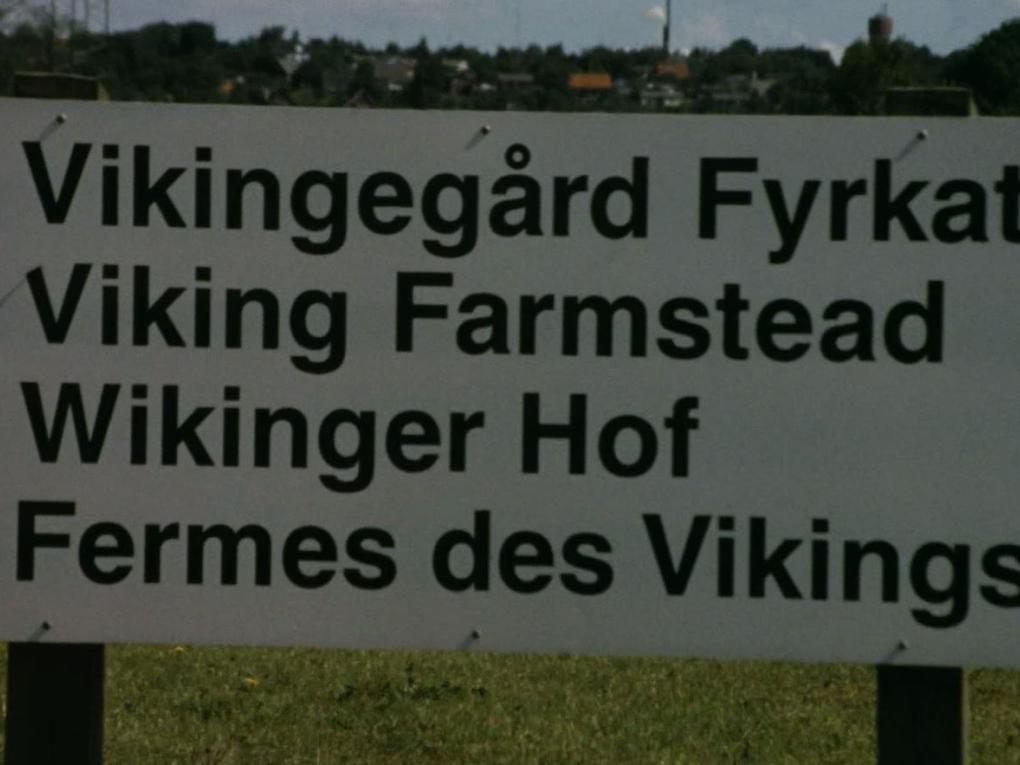 Vikingegård Fyrkat
Viking Farmstead
Wikinger Hof
Fermes des Vikings